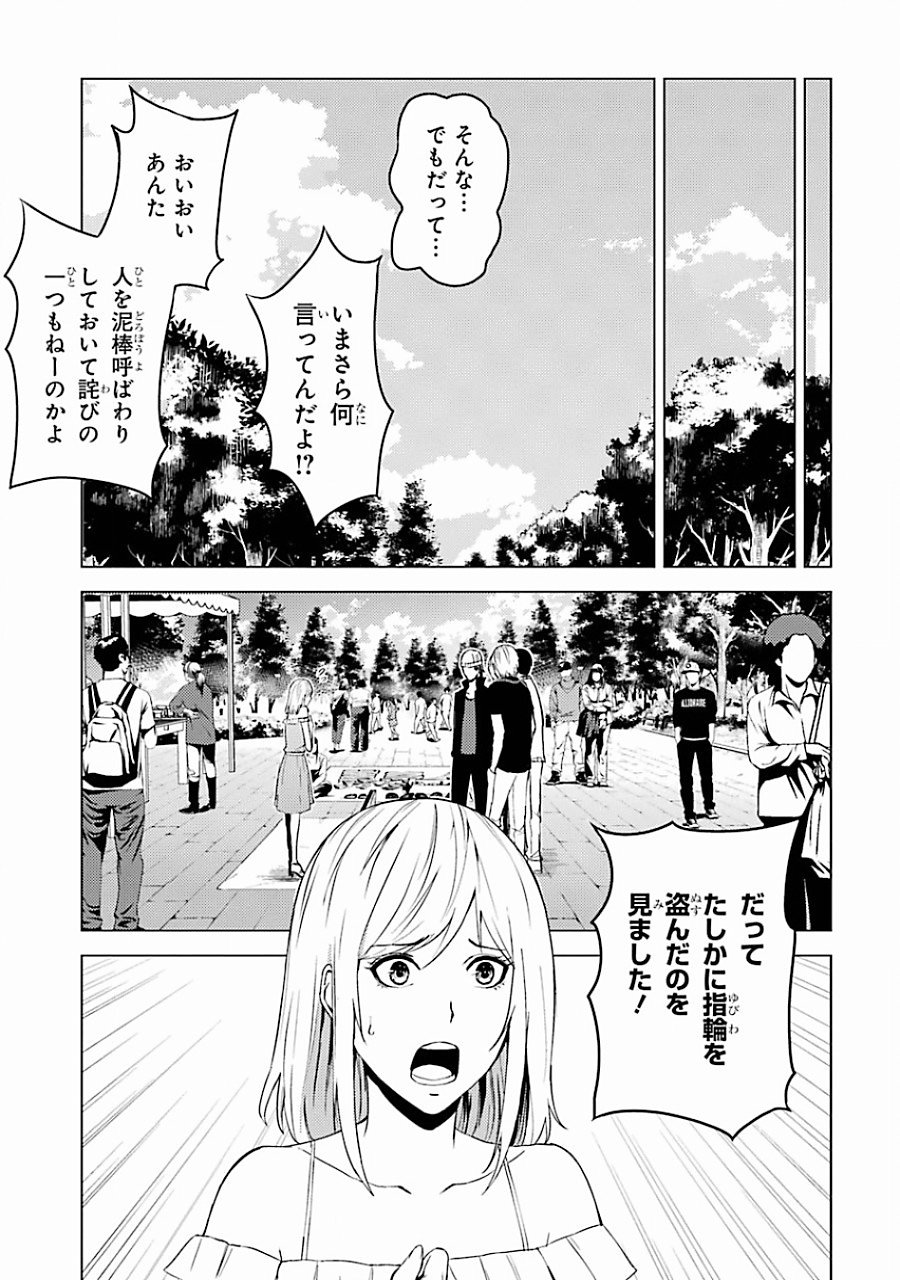 そんな…
でもだって…
いまさら何
言ってんだよ!?
おいおい
あんた
人を泥棒呼ばわり
しておいて詫びの
一つもねーのかよ
ALLIONAIRE
だって
たしかに指輪を
盗んだのを
見ました!